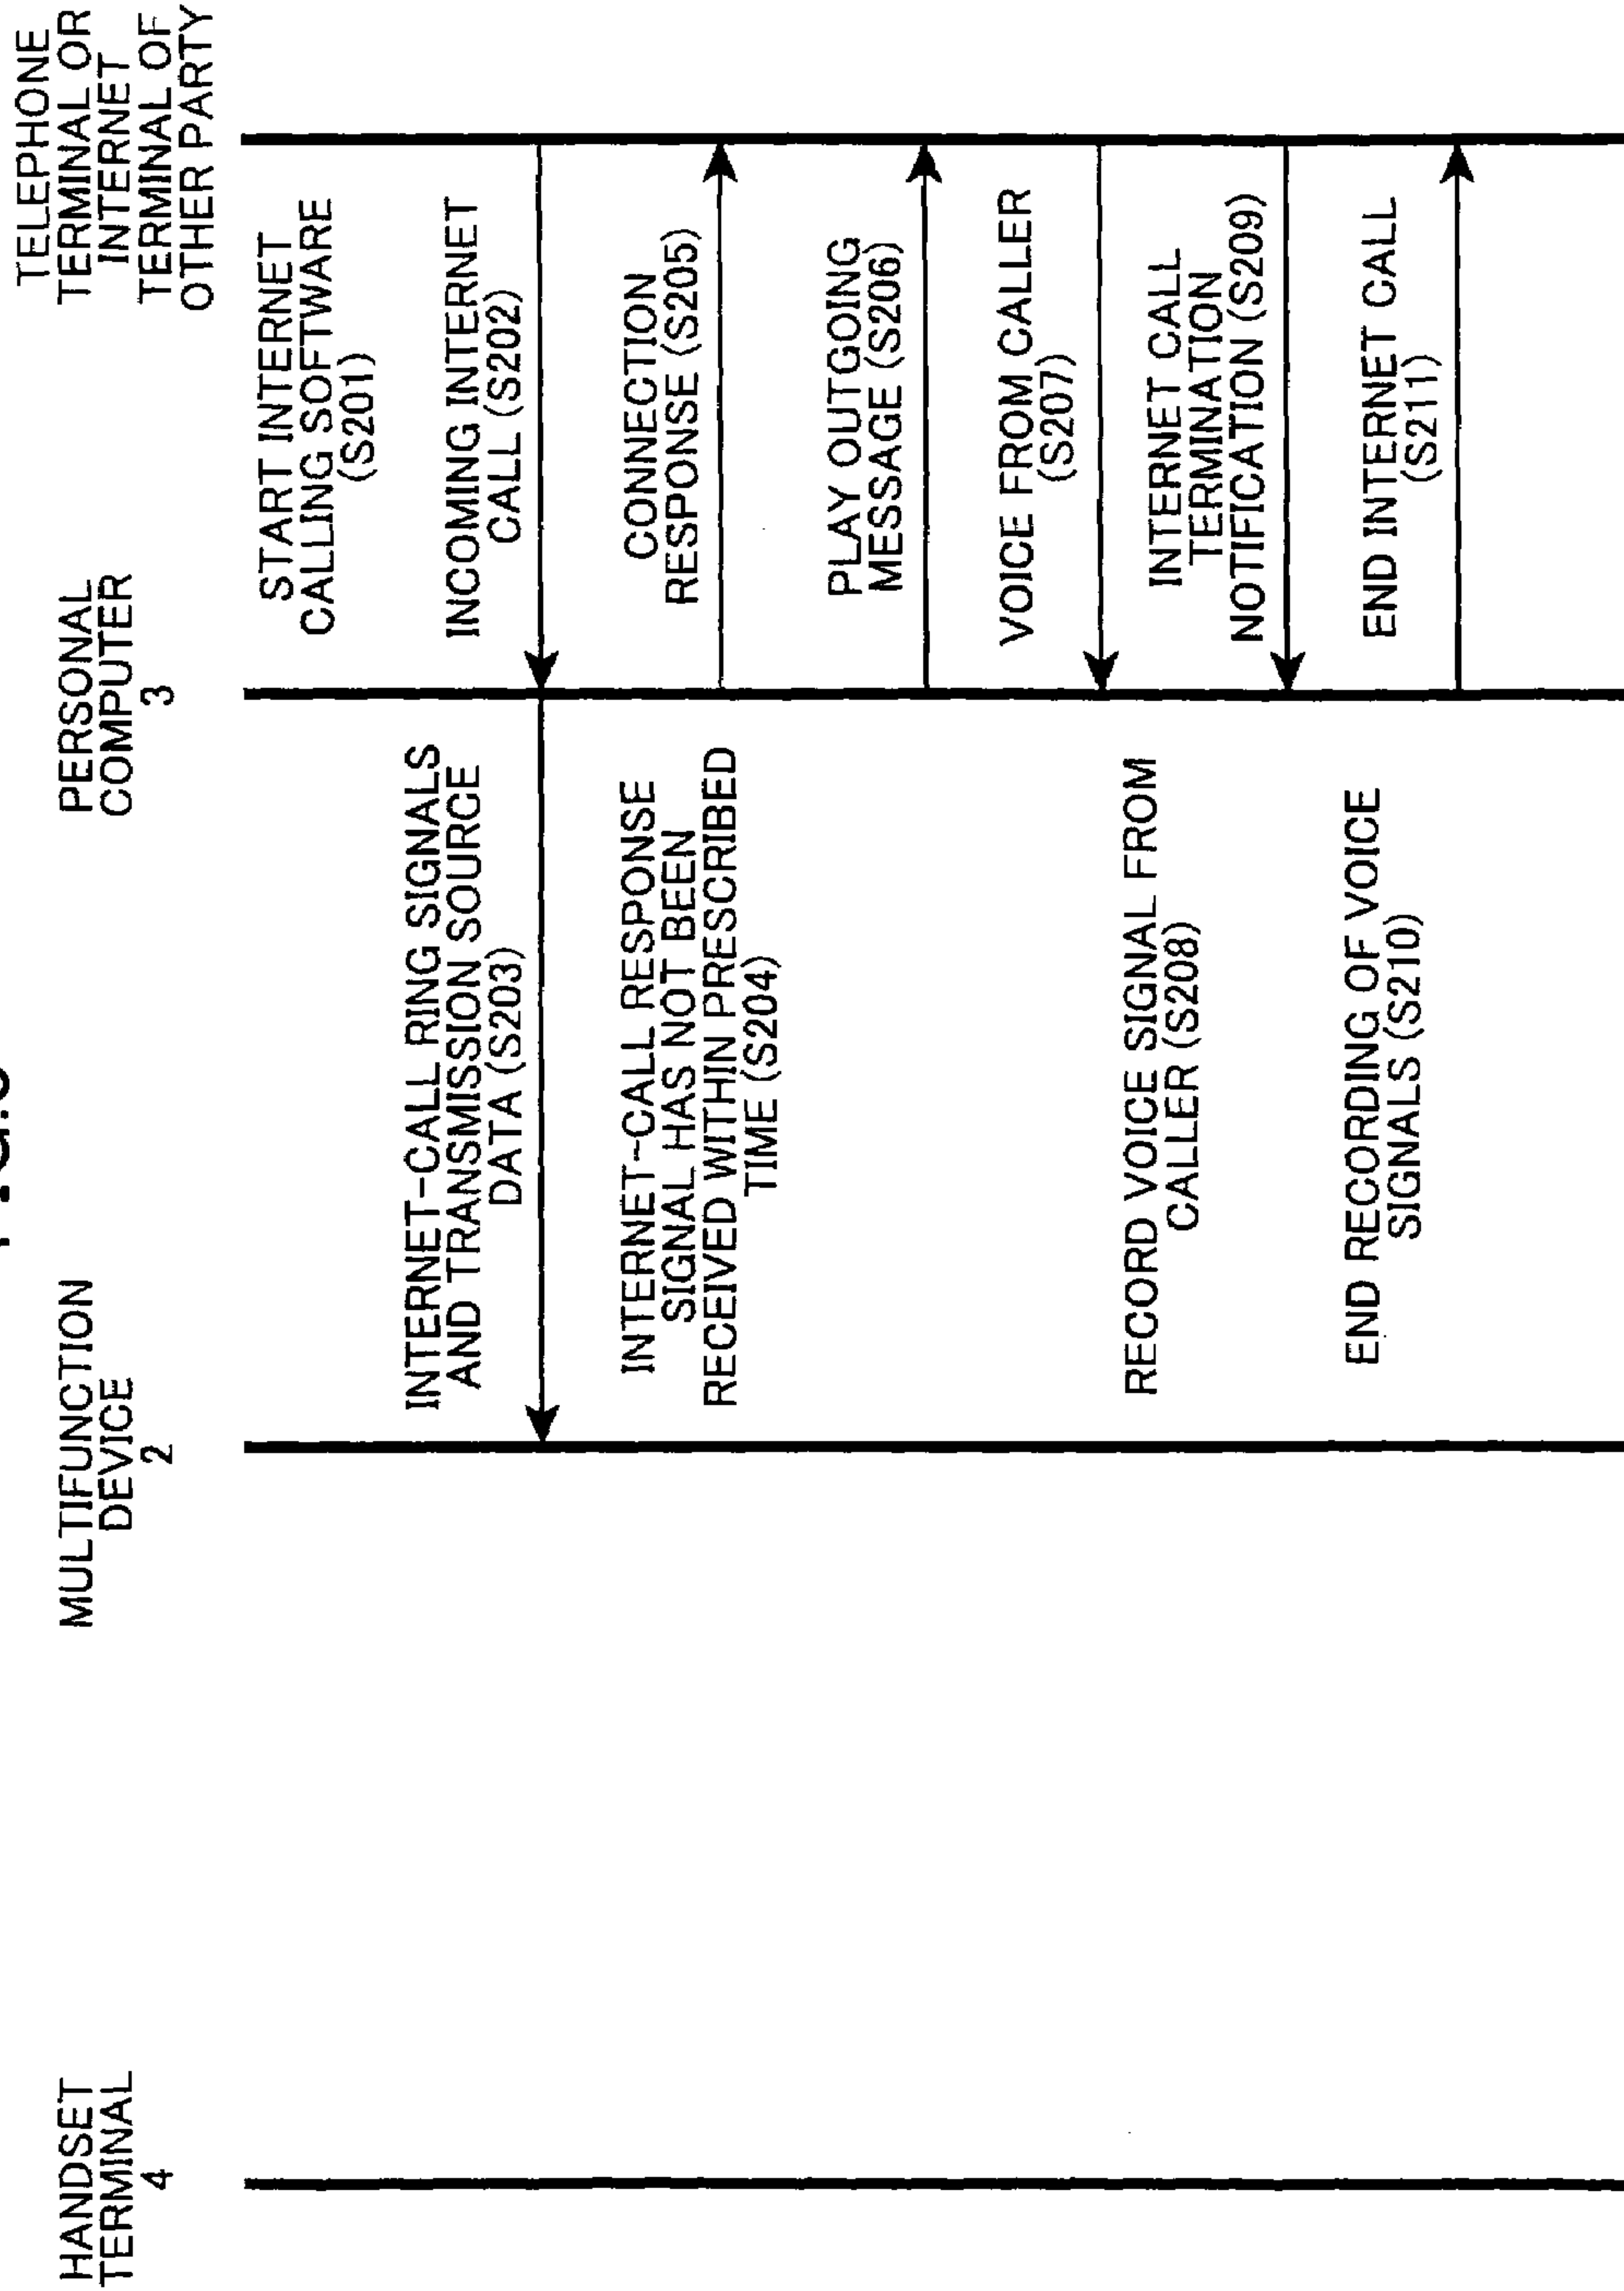 HANDSET
TERMINAL
4
MULTIFUNCTION
DEVICE
2
PERSONAL
COMPUTER
3
TELEPHONE
TERMINAL OR
INTERNET
TERMINAL OF
OTHER PARTY
START INTERNET
CALLING SOFTWARE
(S201)
INCOMING INTERNET
CALL (S202)
INTERNET-CALL RING SIGNALS
AND TRANSMISSION SOURCE
DATA (S203)
INTERNET-CALL RESPONSE
SIGNAL HAS NOT BEEN
RECEIVED WITHIN PRESCRIBED
TIME (S204)
CONNECTION
RESPONSE (S205)
PLAY OUTGOING
MESSAGE (S206)
VOICE FROM CALLER
(S207)
RECORD VOICE SIGNAL FROM
CALLER (S208)
INTERNET CALL
TERMINATION
NOTIFICATION (S209)
END RECORDING OF VOICE
SIGNALS (S210)
END INTERNET CALL
(S211)